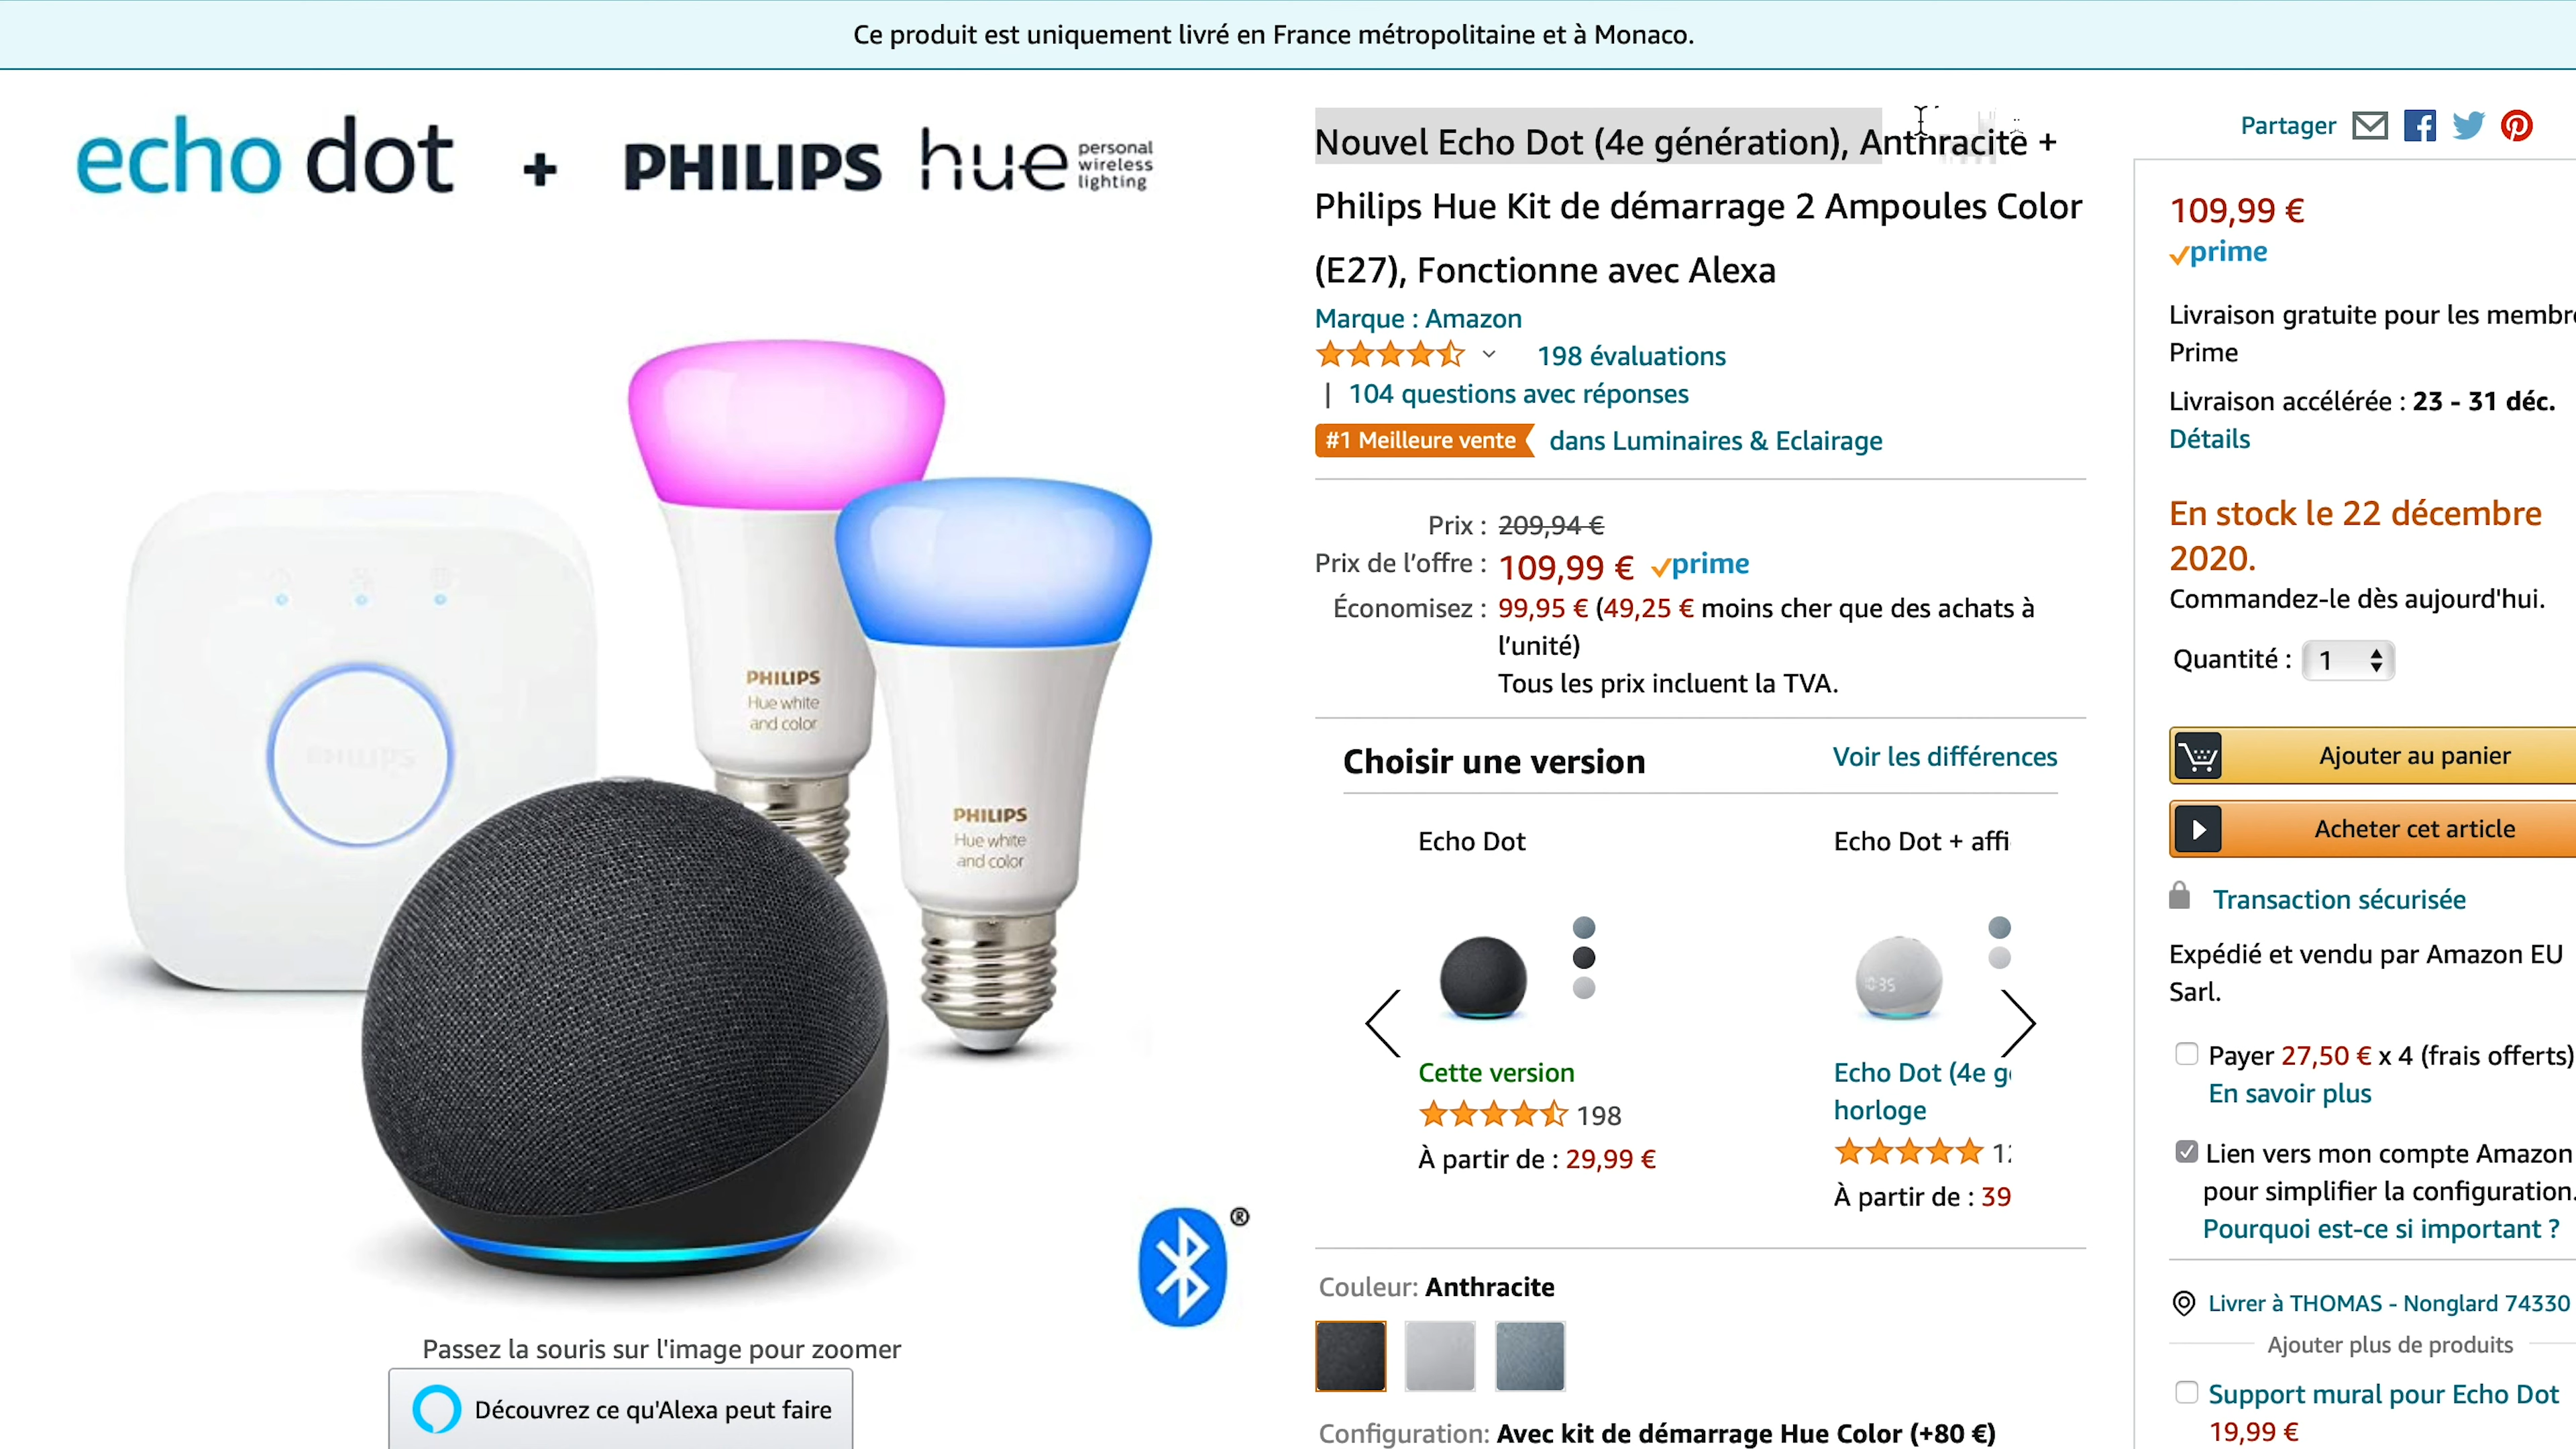 Ce produit est uniquement livré en France métropolitaine et à Monaco.
echo dot + PHILIPS hue personal
wireless
lighting
PHILIPS
Hue white
and color
PHILIPS
Hue white
and color
PHILIPS
®
Passez la souris sur l'image pour zoomer
Découvrez ce qu'Alexa peut faire
Nouvel Echo Dot (4e génération), Anthracite +
Philips Hue Kit de démarrage 2 Ampoules Color
(E27), Fonctionne avec Alexa
Marque : Amazon
198 évaluations
| 104 questions avec réponses
#1 Meilleure vente dans Luminaires & Eclairage
Prix : 209,94 €
Prix de l'offre : 109,99 € prime
Économisez : 99,95 € (49,25 € moins cher que des achats à
l'unité)
Tous les prix incluent la TVA.
Choisir une version Voir les différences
Echo Dot
Cette version
198
À partir de : 29,99 €
Echo Dot + affi
10:35
Echo Dot (4e g
horloge
À partir de : 39
Couleur: Anthracite
Configuration: Avec kit de démarrage Hue Color (+80 €)
Partager
109,99 €
prime
Livraison gratuite pour les membre
Prime
Livraison accélérée : 23 - 31 déc.
Détails
En stock le 22 décembre
2020.
Commandez-le dès aujourd'hui.
Quantité : 1
Ajouter au panier
Acheter cet article
Transaction sécurisée
Expédié et vendu par Amazon EU
Sarl.
Payer 27,50 € x 4 (frais offerts)
En savoir plus
Lien vers mon compte Amazon
pour simplifier la configuration.
Pourquoi est-ce si important ?
Livrer à THOMAS - Nonglard 74330
Ajouter plus de produits
Support mural pour Echo Dot
19,99 €